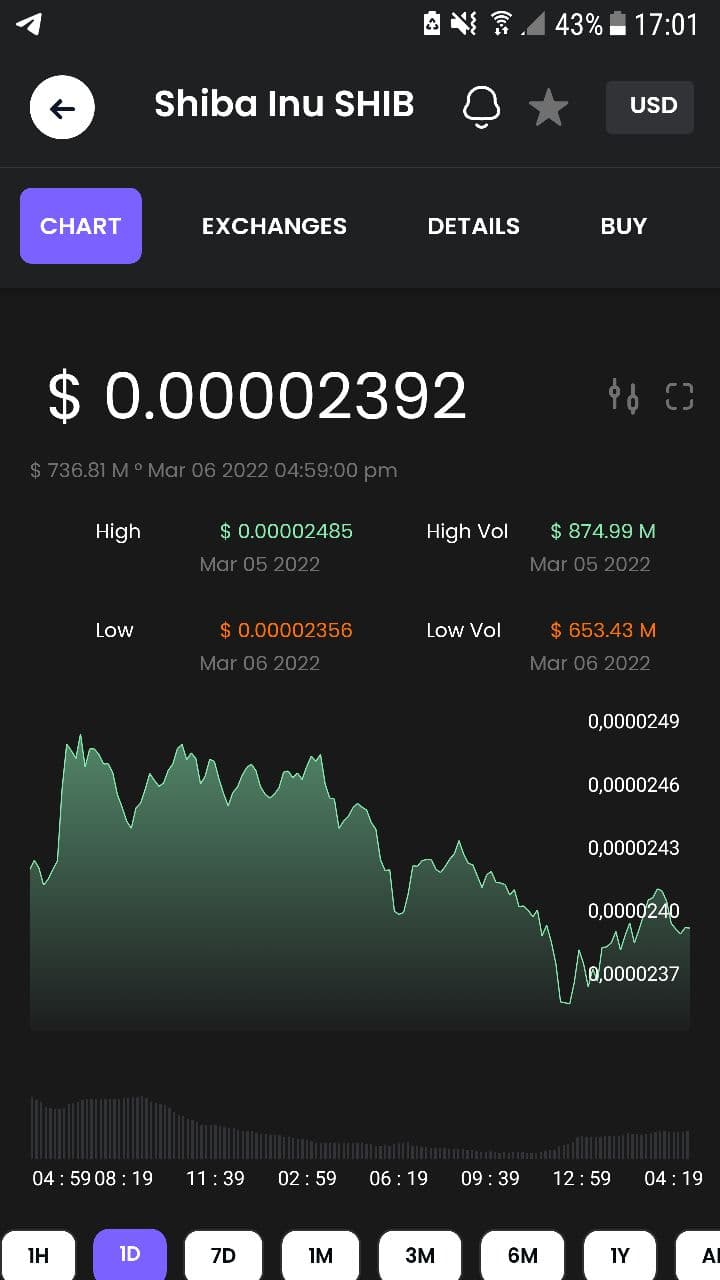 43% 17:01
Shiba Inu SHIB USD
CHART EXCHANGES DETAILS BUY
$ 0.00002392
$ 736.81 M º Mar 06 2022 04:59:00 pm
High $ 0.00002485 High Vol $ 874.99 M
Mar 05 2022 Mar 05 2022
Low $ 0.00002356 Low Vol $ 653.43 M
Mar 06 2022 Mar 06 2022
0,0000249
0,0000246
0,0000243
0,0000240
0,0000237
04 : 59 08 : 19 11 : 39 02 : 59 06 : 19 09 : 39 12 : 59 04 : 19
1H 1D 7D 1M 3M 6M 1Y